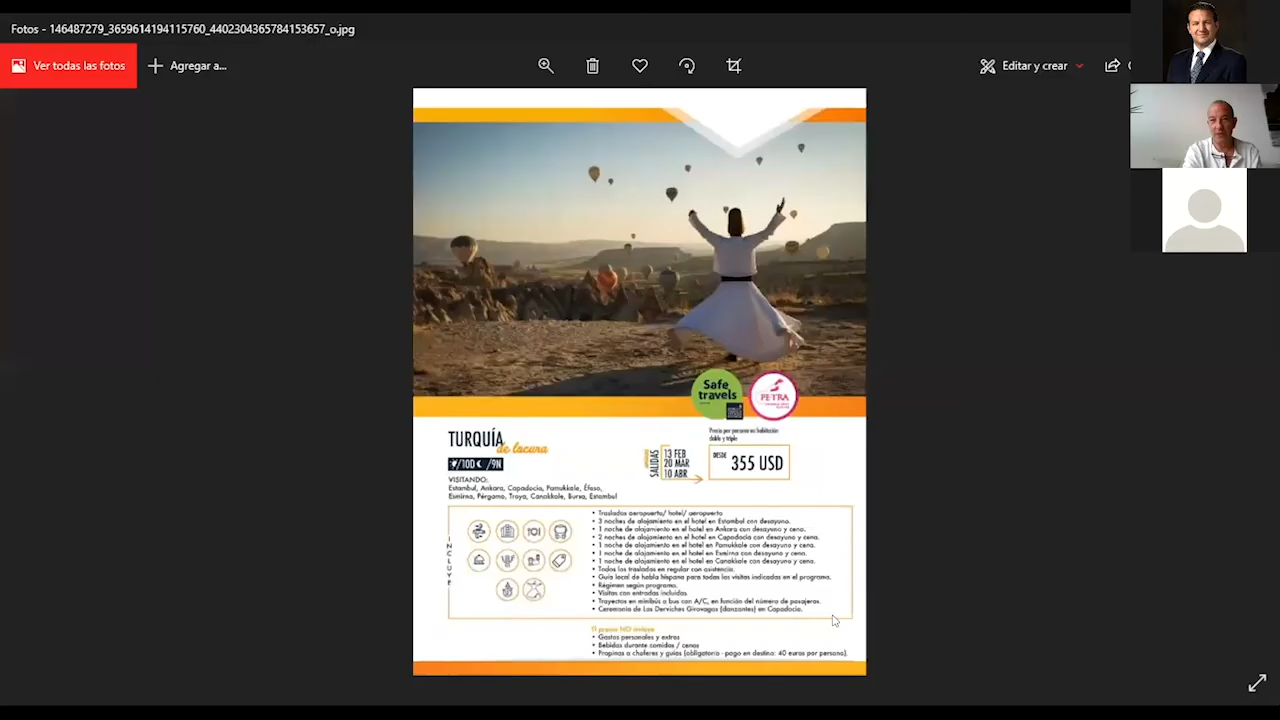 Fotos - 146487279_3659614194115760_4402304365784153657_o.jpg
Ver todas las fotos
Agregar a...
Editar y crear
Safe travels
PETRA
TURQUÍA
de locura
/10D /9N
VISITANDO:
Estambul, Ankara, Capadocia, Pamukkale, Éfeso,
Esmirna, Pérgamo, Troya, Canakkale, Bursa, Estambul
SALIDAS
13 FEB
20 MAR
10 ABR
Precio por persona en habitación
doble y triple
DESDE
355 USD
INCLUYE
• Traslados aeropuerto/ hotel/ aeropuerto
• 3 noches de alojamiento en el hotel en Estambul con desayuno.
• 1 noche de alojamiento en el hotel en Ankara con desayuno y cena.
• 2 noches de alojamiento en el hotel en Capadocia con desayuno y cena.
• 1 noche de alojamiento en el hotel en Pamukkale con desayuno y cena.
• 1 noche de alojamiento en el hotel en Esmirna con desayuno y cena.
• 1 noche de alojamiento en el hotel en Canakkale con desayuno y cena.
• Todos los traslados en regular con asistencia.
• Guía local de habla hispana para todas las visitas indicadas en el programa.
• Régimen según programa.
• Visitas con entradas incluidas
• Trayectos en minibús o bus con A/C, en función del número de pasajeros.
• Ceremonia de Los Derviches Giróvagos (danzantes) en Capadocia.
El precio NO incluye
• Gastos personales y extras
• Bebidas durante comidas / cenas
• Propinas a choferes y guías (obligatorio - pago en destino: 40 euros por persona).